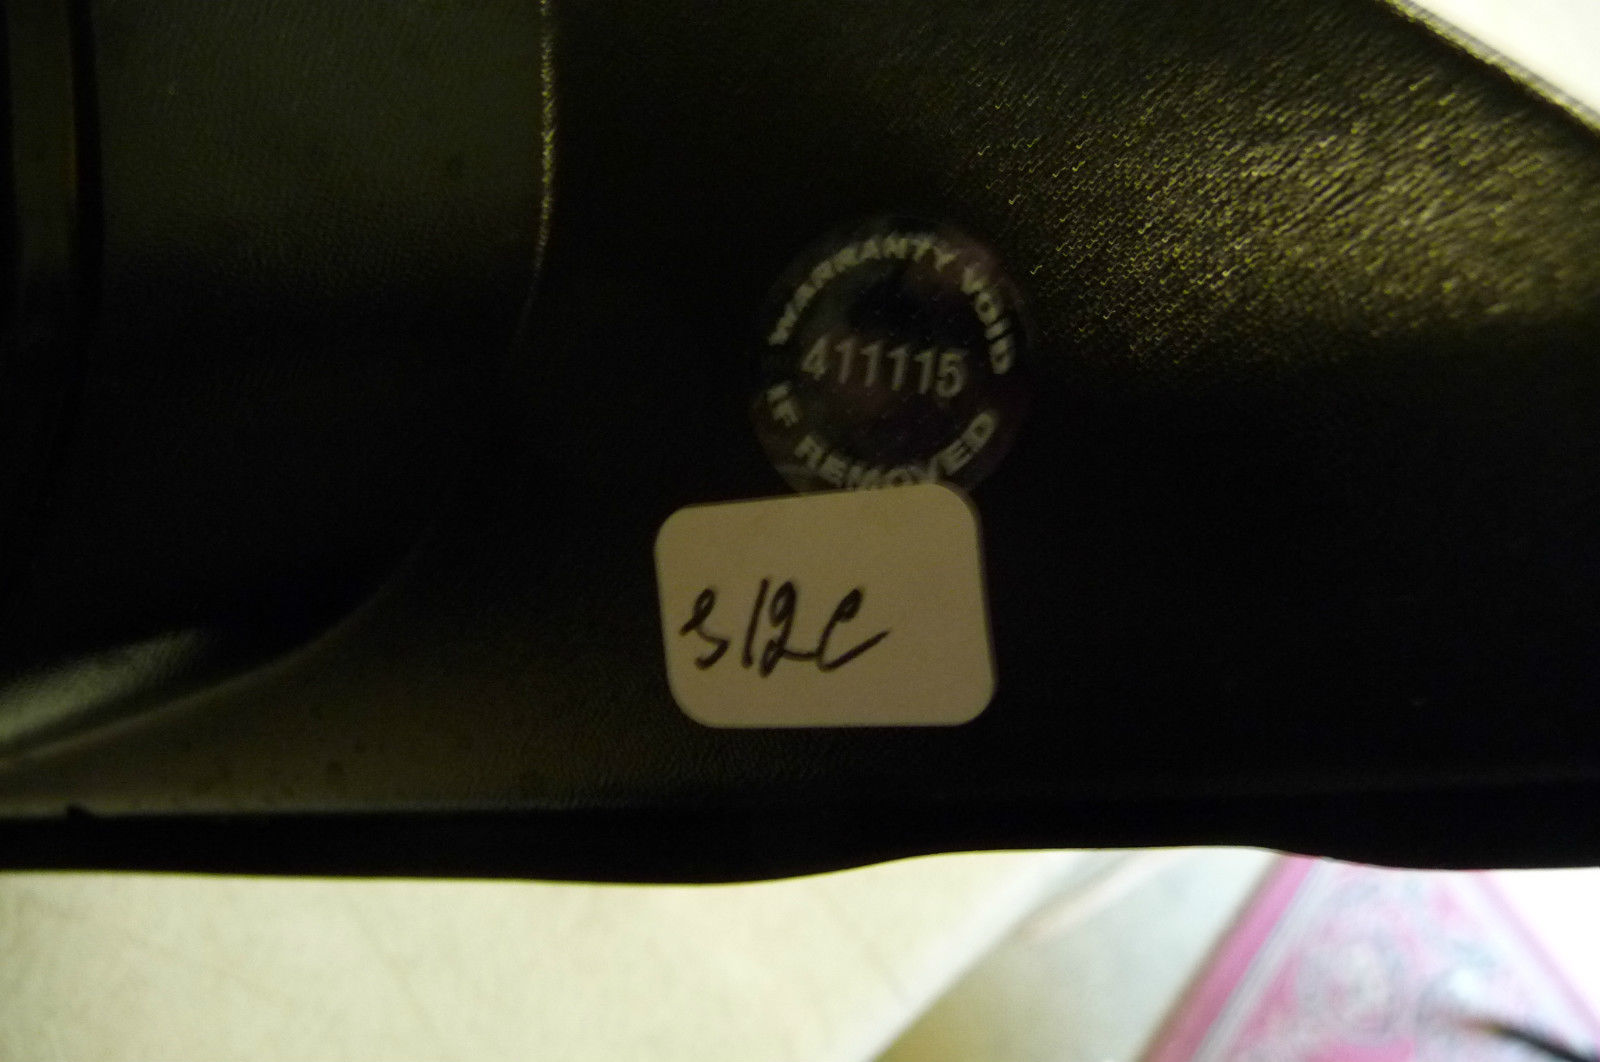 WARRANTY VOID
411115
IF REMOVED
312C